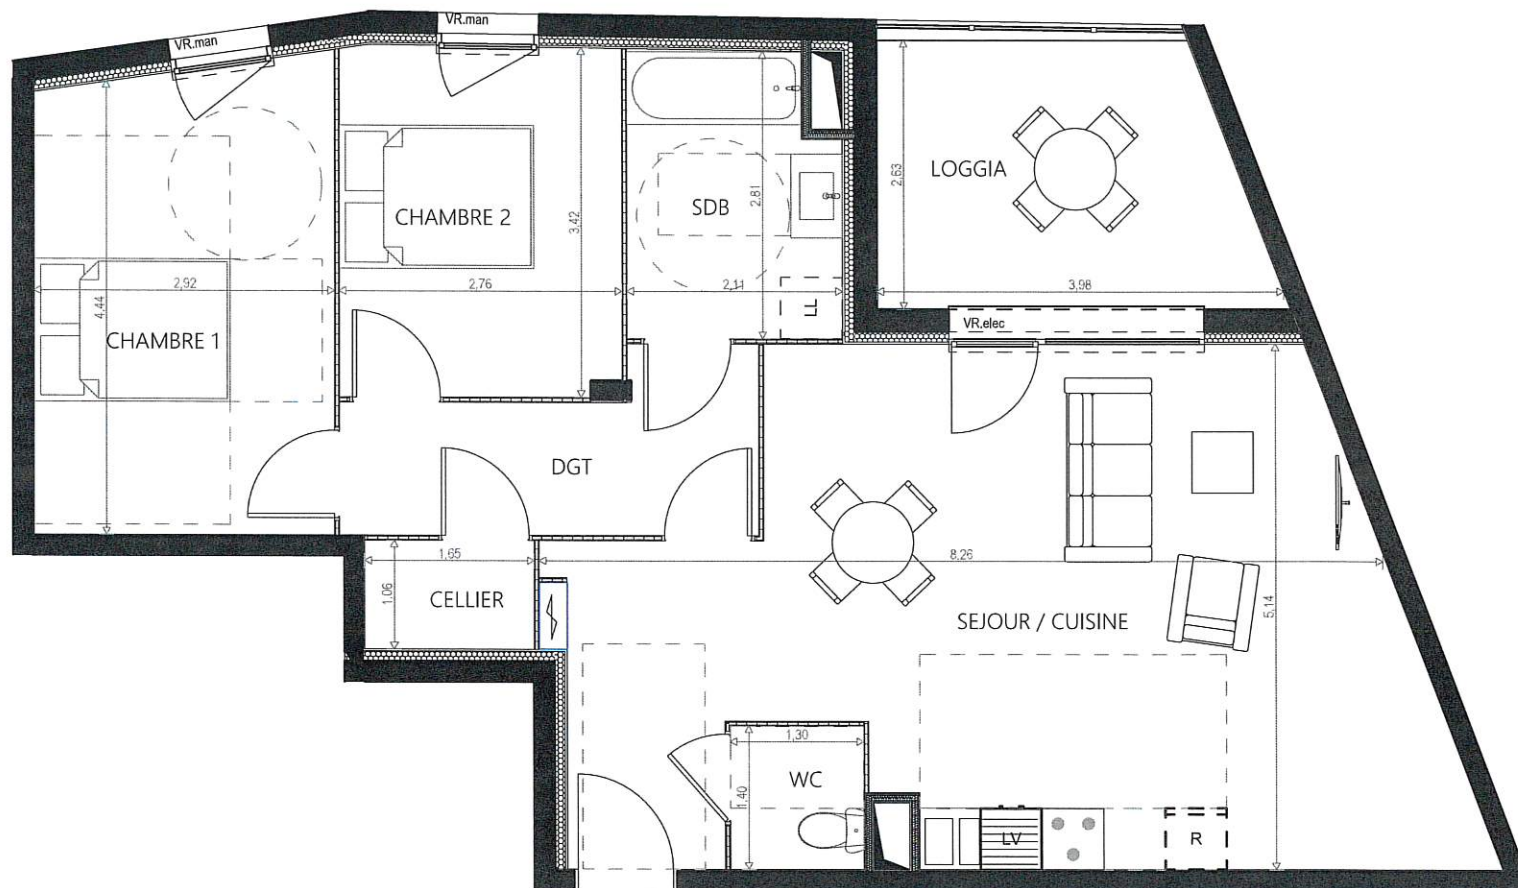 VR.man
VR.man
LOGGIA
2,63
3,98
SDB
2,81
2,11
LL
CHAMBRE 2
3,42
2,76
CHAMBRE 1
2,92
4,44
VR.elec
DGT
1,65
1,06
CELLIER
8,26
SEJOUR / CUISINE
5,14
1,30
WC
1,40
LV
R